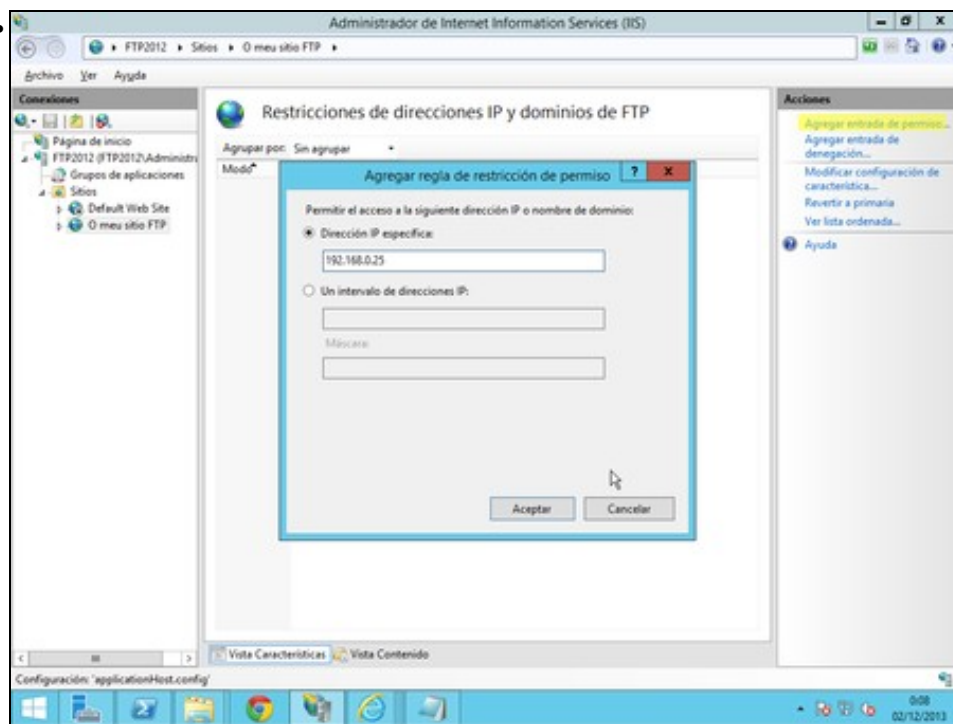 Administrador de Internet Information Services (IIS)
FTP2012 Sitios O meu sitio FTP
Archivo Ver Ayuda
Conexiones
Página de inicio
FTP2012 (FTP2012\Administr
Grupos de aplicaciones
Sitios
Default Web Site
O meu sitio FTP
Restricciones de direcciones IP y dominios de FTP
Agrupar por: Sin agrupar
Modo
Agregar regla de restricción de permiso
Permitir el acceso a la siguiente dirección IP o nombre de dominio:
Dirección IP específica:
192.168.0.25
Un intervalo de direcciones IP:
Máscara:
Aceptar Cancelar
Vista Características Vista Contenido
Acciones
Agregar entrada de permiso...
Agregar entrada de
denegación...
Modificar configuración de
característica...
Revertir a primaria
Ver lista ordenada...
Ayuda
Configuración: 'applicationHost.config'
0:08
02/12/2013